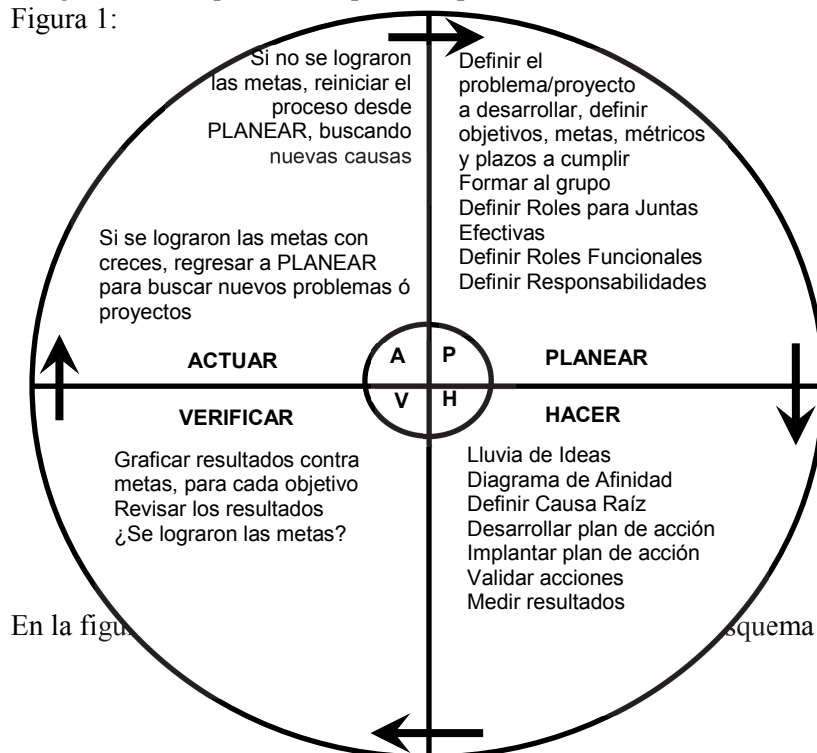 Figura 1:
Si no se lograron
las metas, reiniciar el
proceso desde
PLANEAR, buscando
nuevas causas
Si se lograron las metas con
creces, regresar a PLANEAR
para buscar nuevos problemas ó
proyectos
ACTUAR
Definir el
problema/proyecto
a desarrollar, definir
objetivos, metas, métricos
y plazos a cumplir
Formar al grupo
Definir Roles para Juntas
Efectivas
Definir Roles Funcionales
Definir Responsabilidades
PLANEAR
A P
V H
VERIFICAR
Graficar resultados contra
metas, para cada objetivo
Revisar los resultados
¿Se lograron las metas?
HACER
Lluvia de Ideas
Diagrama de Afinidad
Definir Causa Raíz
Desarrollar plan de acción
Implantar plan de acción
Validar acciones
Medir resultados
En la